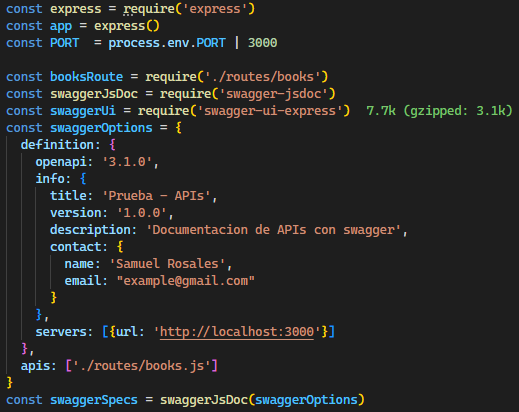 const express = require('express')
const app = express()
const PORT  = process.env.PORT | 3000

const booksRoute = require('./routes/books')
const swaggerJsDoc = require('swagger-jsdoc')
const swaggerUi = require('swagger-ui-express')  7.7k (gzipped: 3.1k)
const swaggerOptions = {
  definition: {
    openapi: '3.1.0',
    info: {
      title: 'Prueba - APIs',
      version: '1.0.0',
      description: 'Documentacion de APIs con swagger',
      contact: {
        name: 'Samuel Rosales',
        email: "example@gmail.com"
      }
    },
    servers: [{url: 'http://localhost:3000'}]
  },
  apis: ['./routes/books.js']
}
const swaggerSpecs = swaggerJsDoc(swaggerOptions)